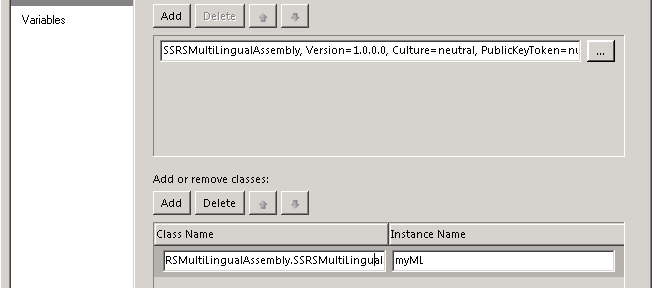 Variables
Add Delete
SSRSMultiLingualAssembly, Version=1.0.0.0, Culture=neutral, PublicKeyToken=nu
...
Add or remove classes:
Add Delete
Class Name Instance Name
RSMultiLingualAssembly.SSRSMultiLingual myML